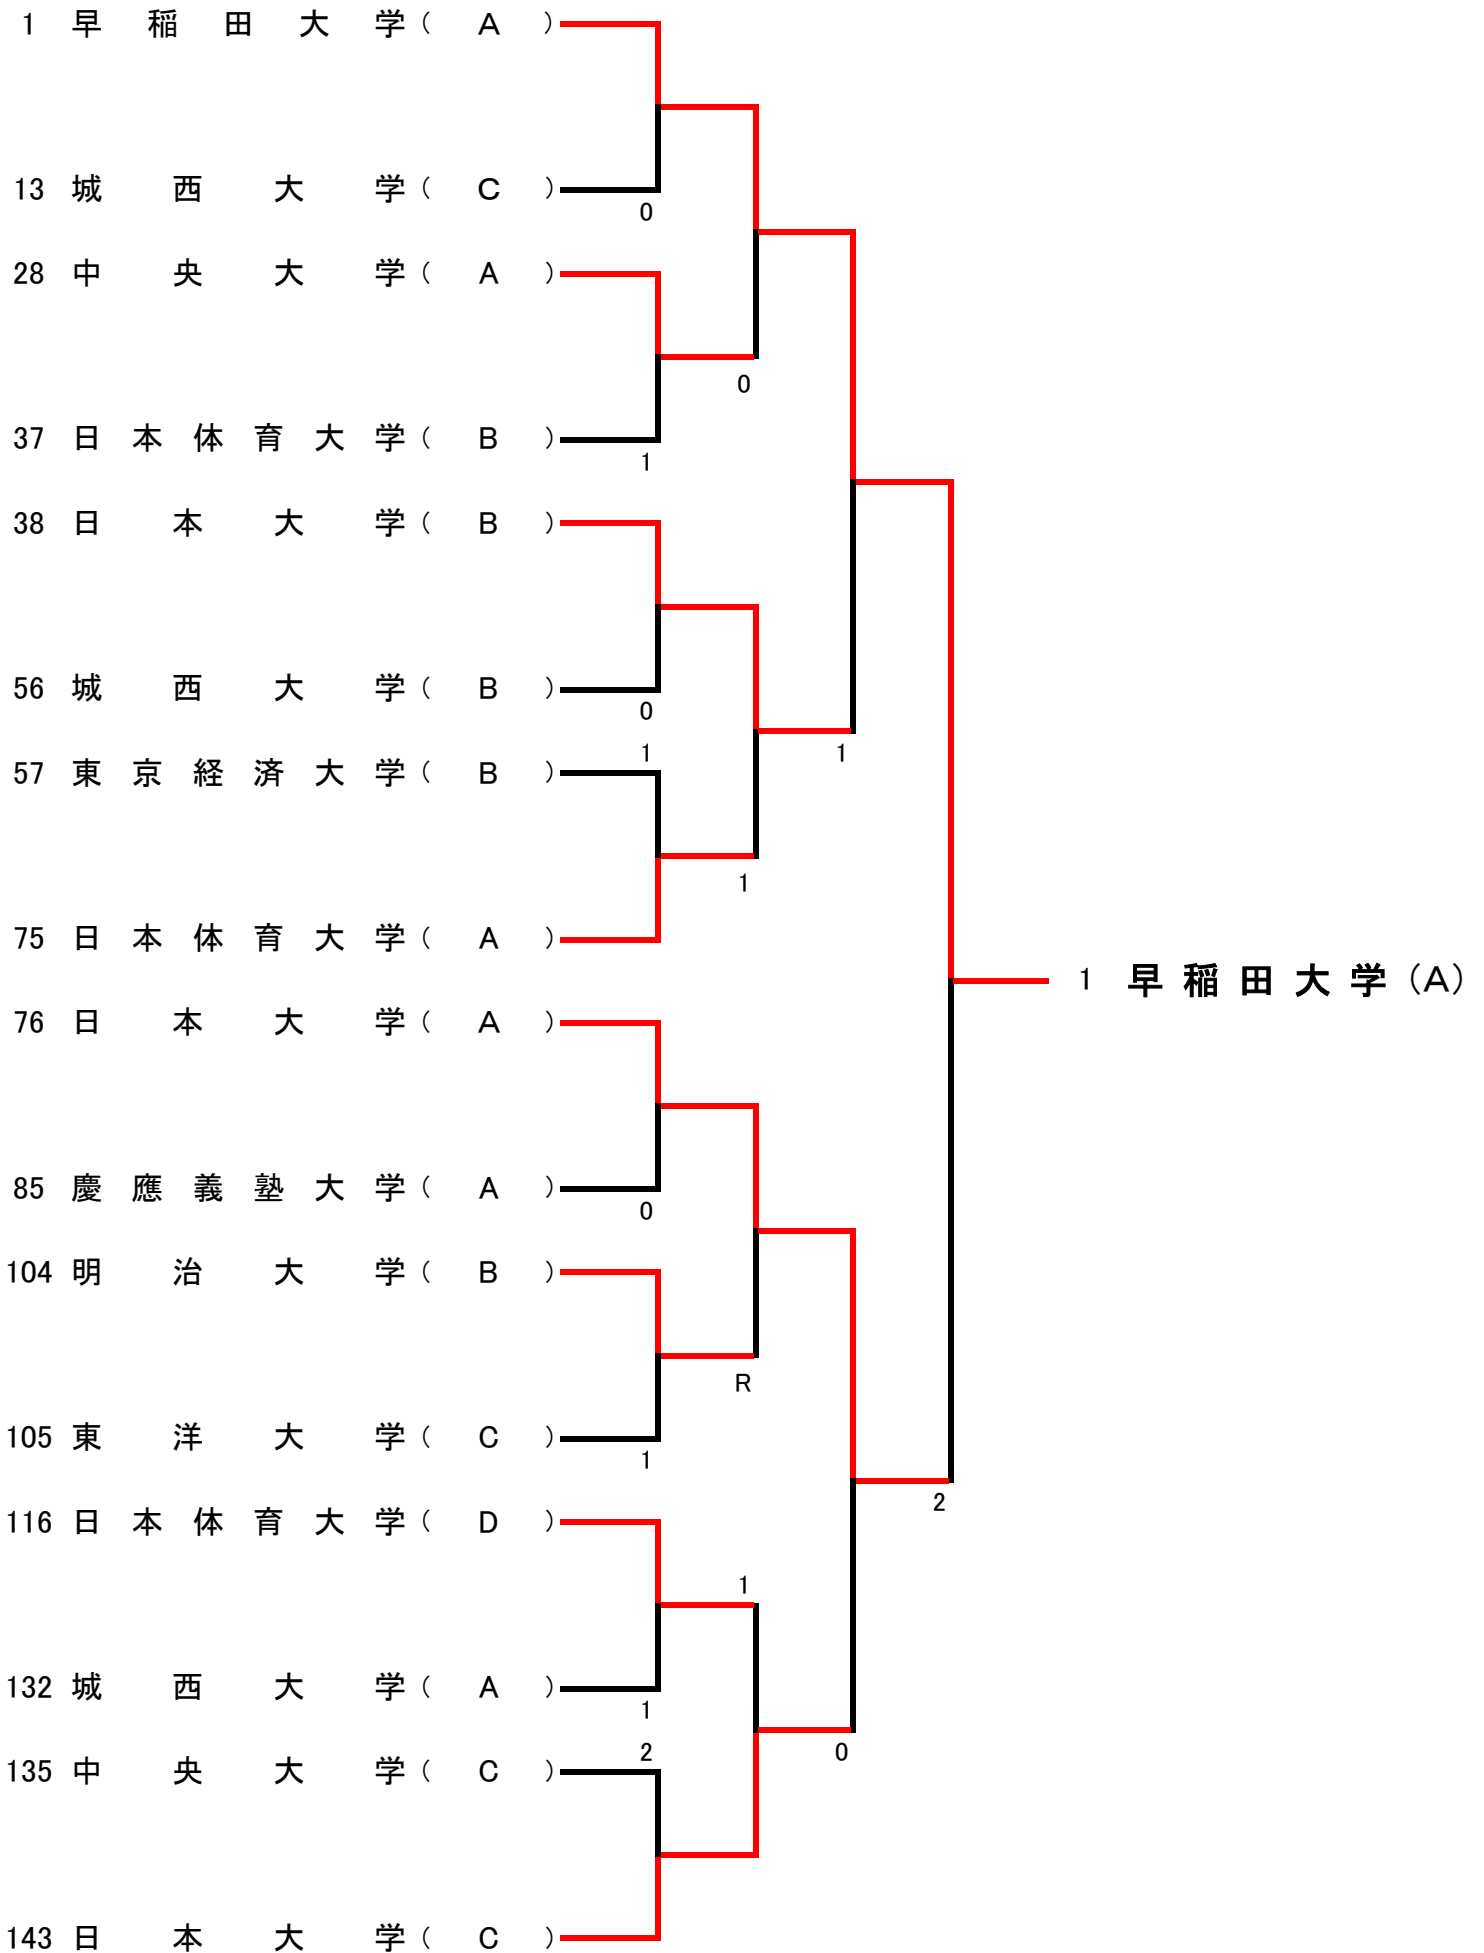 1 早稲田大学(A)
13 城西大学(C)
0
28 中央大学(A)
0
37 日本体育大学(B)
1
38 日本大学(B)
56 城西大学(B)
0
1
1
57 東京経済大学(B)
1
75 日本体育大学(A)
1 早稲田大学(A)
76 日本大学(A)
85 慶應義塾大学(A)
0
104 明治大学(B)
R
105 東洋大学(C)
1
2
116 日本体育大学(D)
1
132 城西大学(A)
1
2
0
135 中央大学(C)
143 日本大学(C)